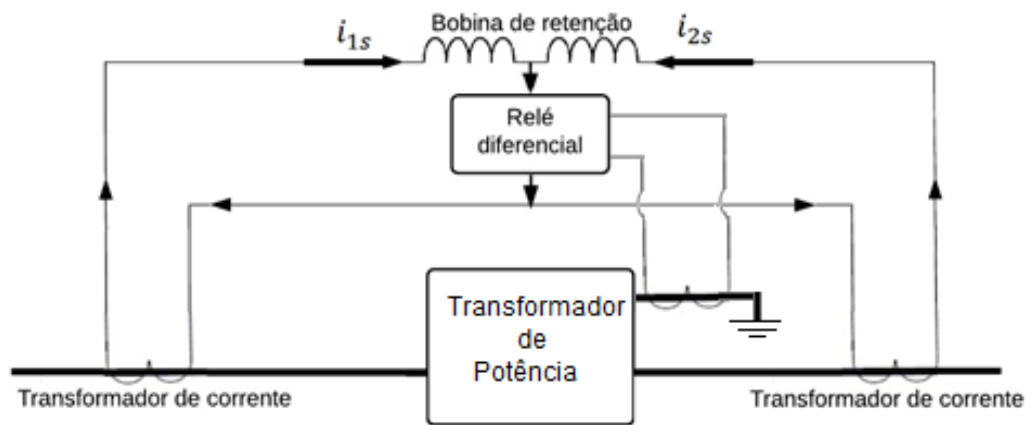 Bobina de retenção
i1s
i2s
Relé
diferencial
Transformador
de
Potência
Transformador de corrente
Transformador de corrente